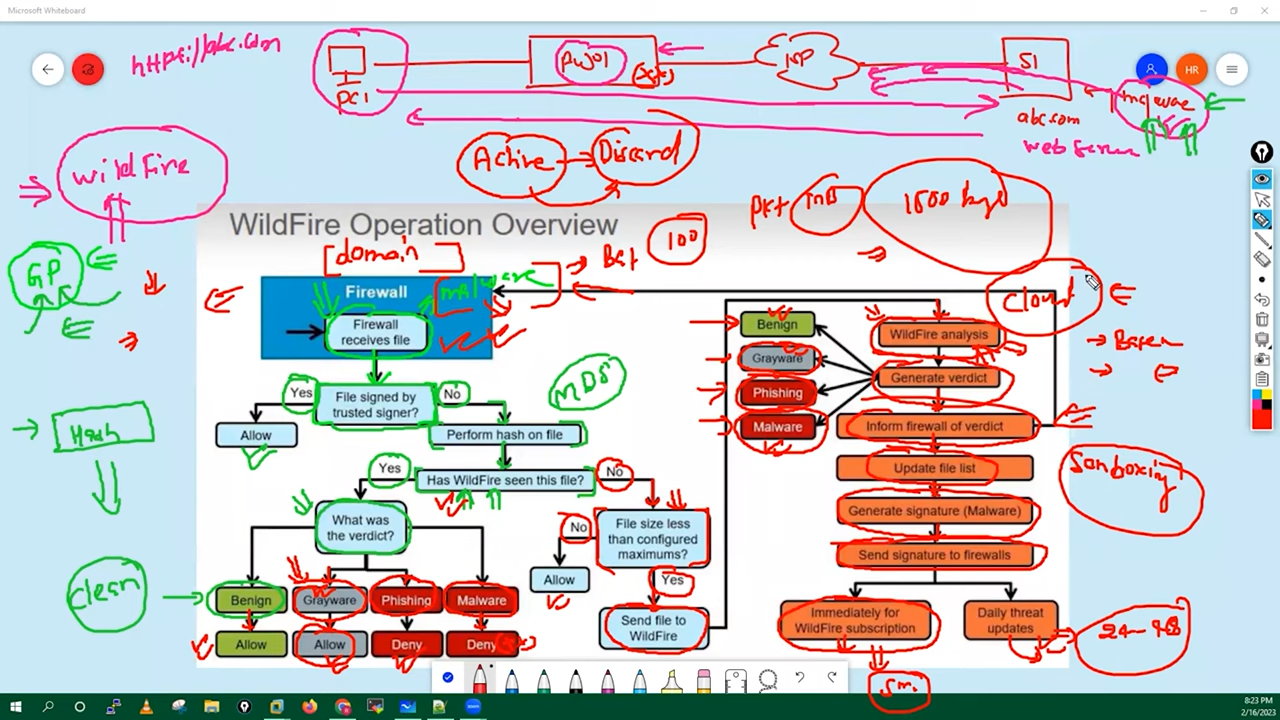 Microsoft Whiteboard
https://abc.com
PC1
ISP
S1
malware
abc.com
web server
HR
WildFire
Active
Discard
PKT
MB
WildFire Operation Overview
100
[domain]
GP
Firewall
malware
Cloud
Firewall
receives file
Benign
WildFire analysis
Grayware
Generate verdict
Yes
File signed by
trusted signer?
No
MD5
Phishing
Allow
Perform hash on file
Malware
Inform firewall of verdict
Hash
Yes
Has WildFire seen this file?
No
Update file list
Sandboxing
What was
the verdict?
No
File size less
than configured
maximums?
Generate signature (Malware)
Send signature to firewalls
Clean
Allow
Yes
Benign
Grayware
Phishing
Malware
Send file to
WildFire
Immediately for
WildFire subscription
Daily threat
updates
24-48
Allow
Allow
Deny
Deny
5m
8:23 PM
2/16/2023